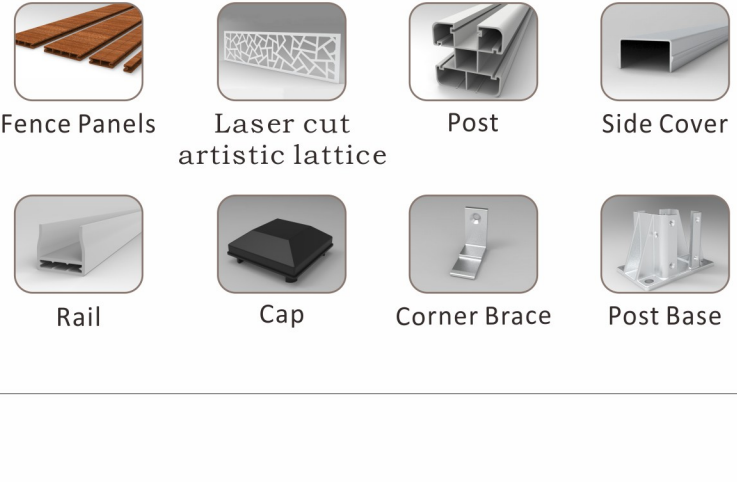 Fence Panels
Laser cut
artistic lattice
Post
Side Cover
Rail
Cap
Corner Brace
Post Base